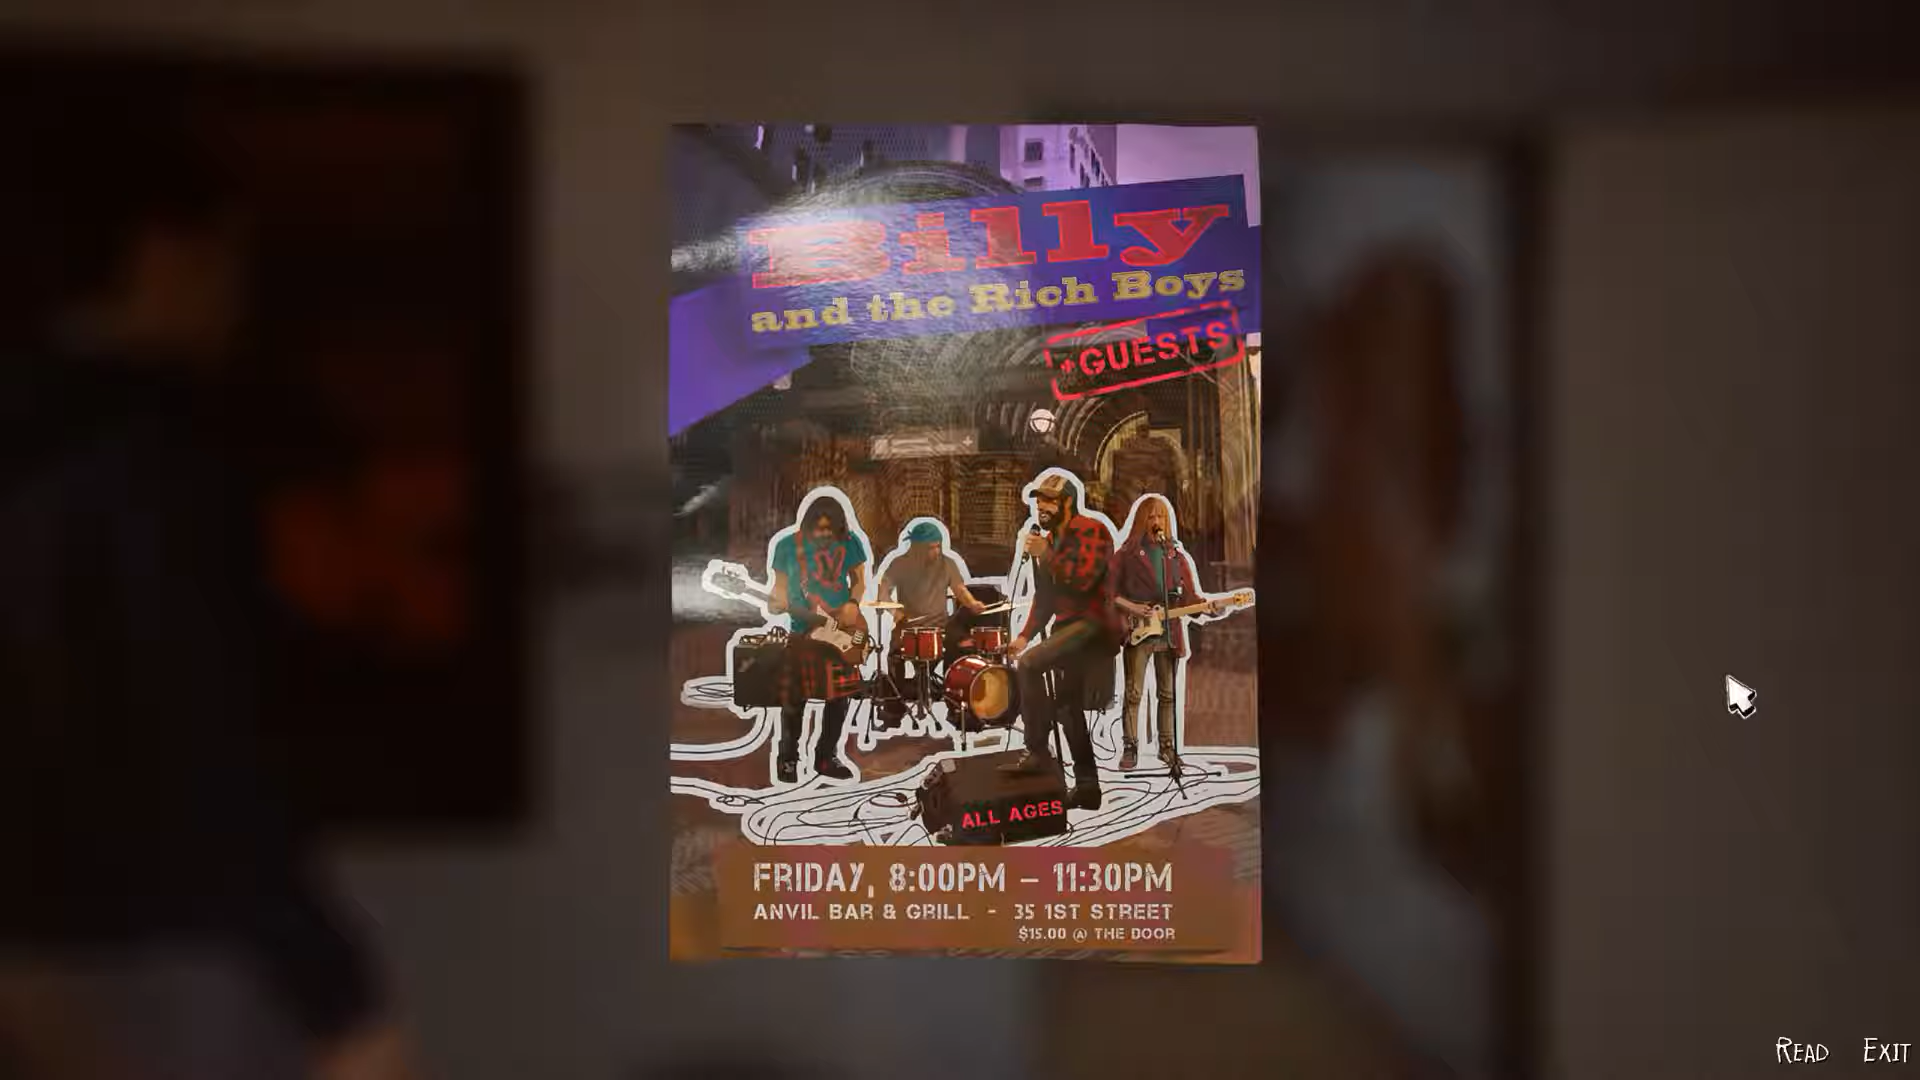 Billy
and the Rich Boys
+GUESTS
ALL AGES
FRIDAY, 8:00PM – 11:30PM
ANVIL BAR & GRILL - 35 1ST STREET
$15.00 @ THE DOOR
READ EXIT